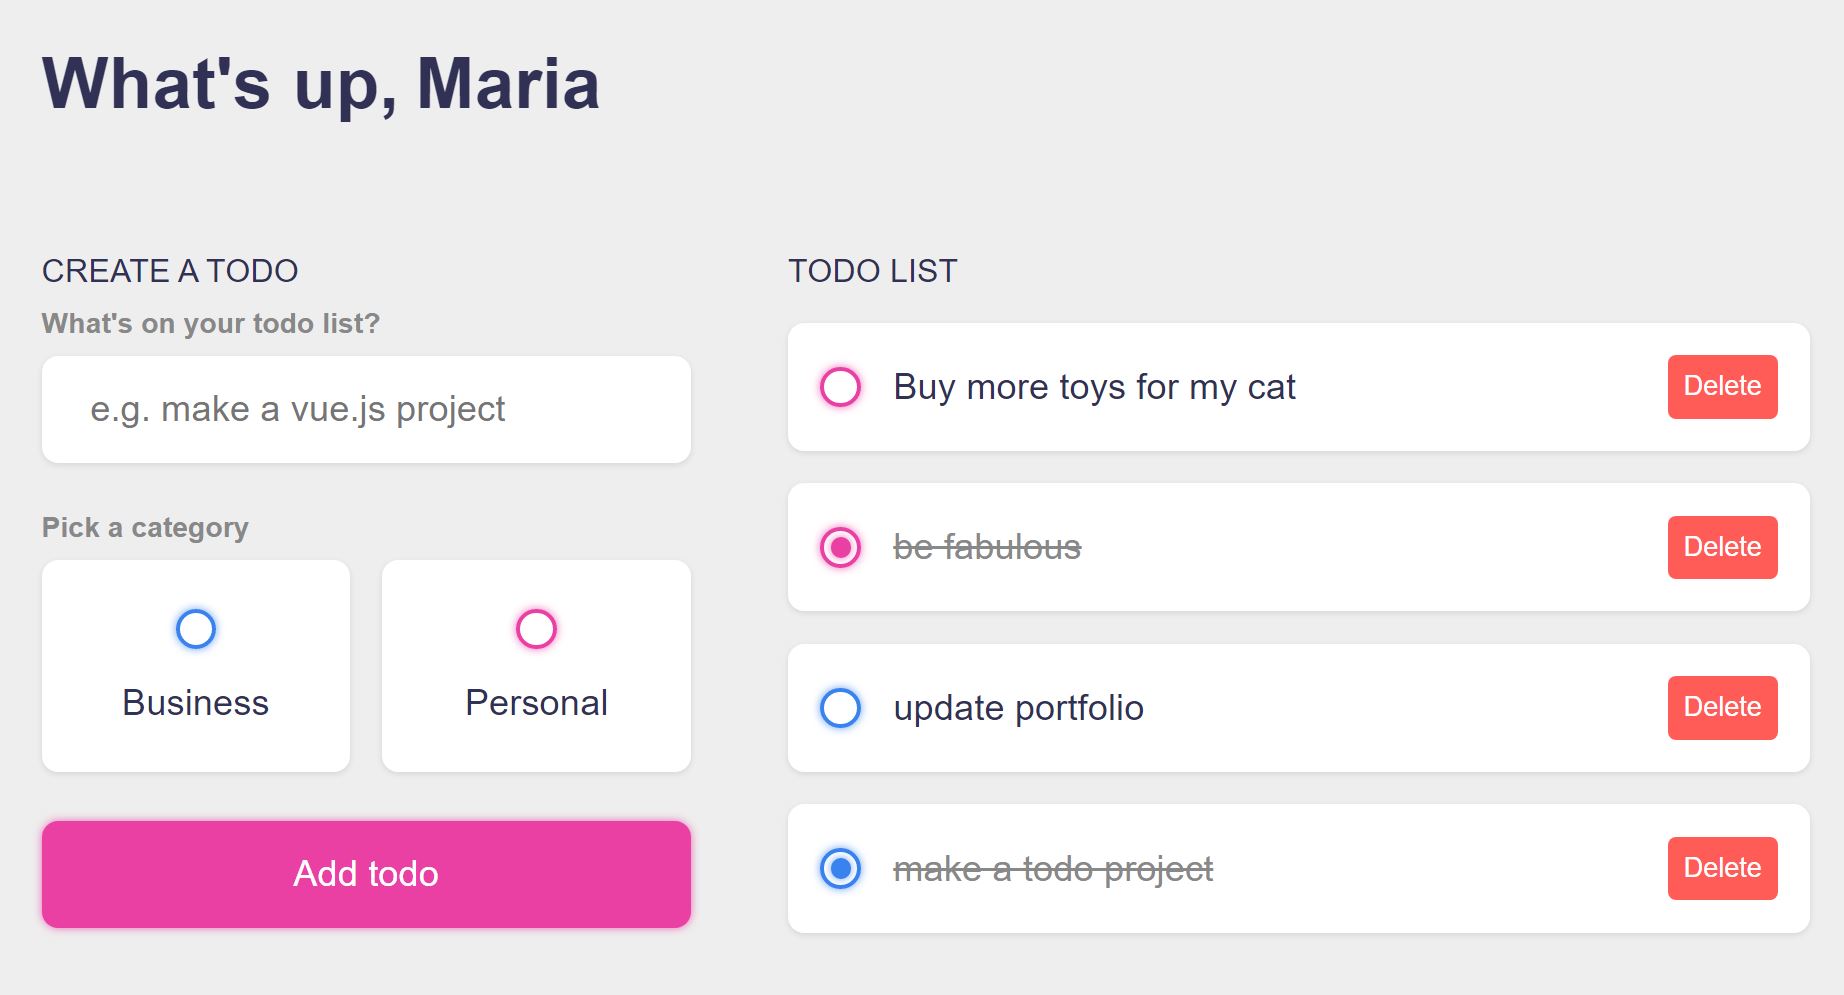 What's up, Maria
CREATE A TODO
What's on your todo list?
e.g. make a vue.js project
Pick a category
Business
Personal
Add todo
TODO LIST
Buy more toys for my cat
Delete
be fabulous
Delete
update portfolio
Delete
make a todo project
Delete